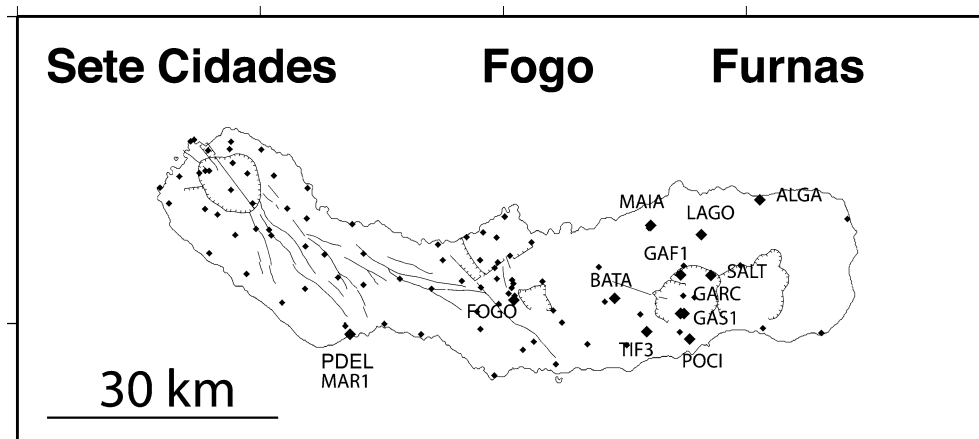 Sete Cidades Fogo Furnas
MAIA
ALGA
LAGO
GAF1
SALT
BATA
GARC
FOGO
GAS1
TIF3
POCI
PDEL
MAR1
30 km